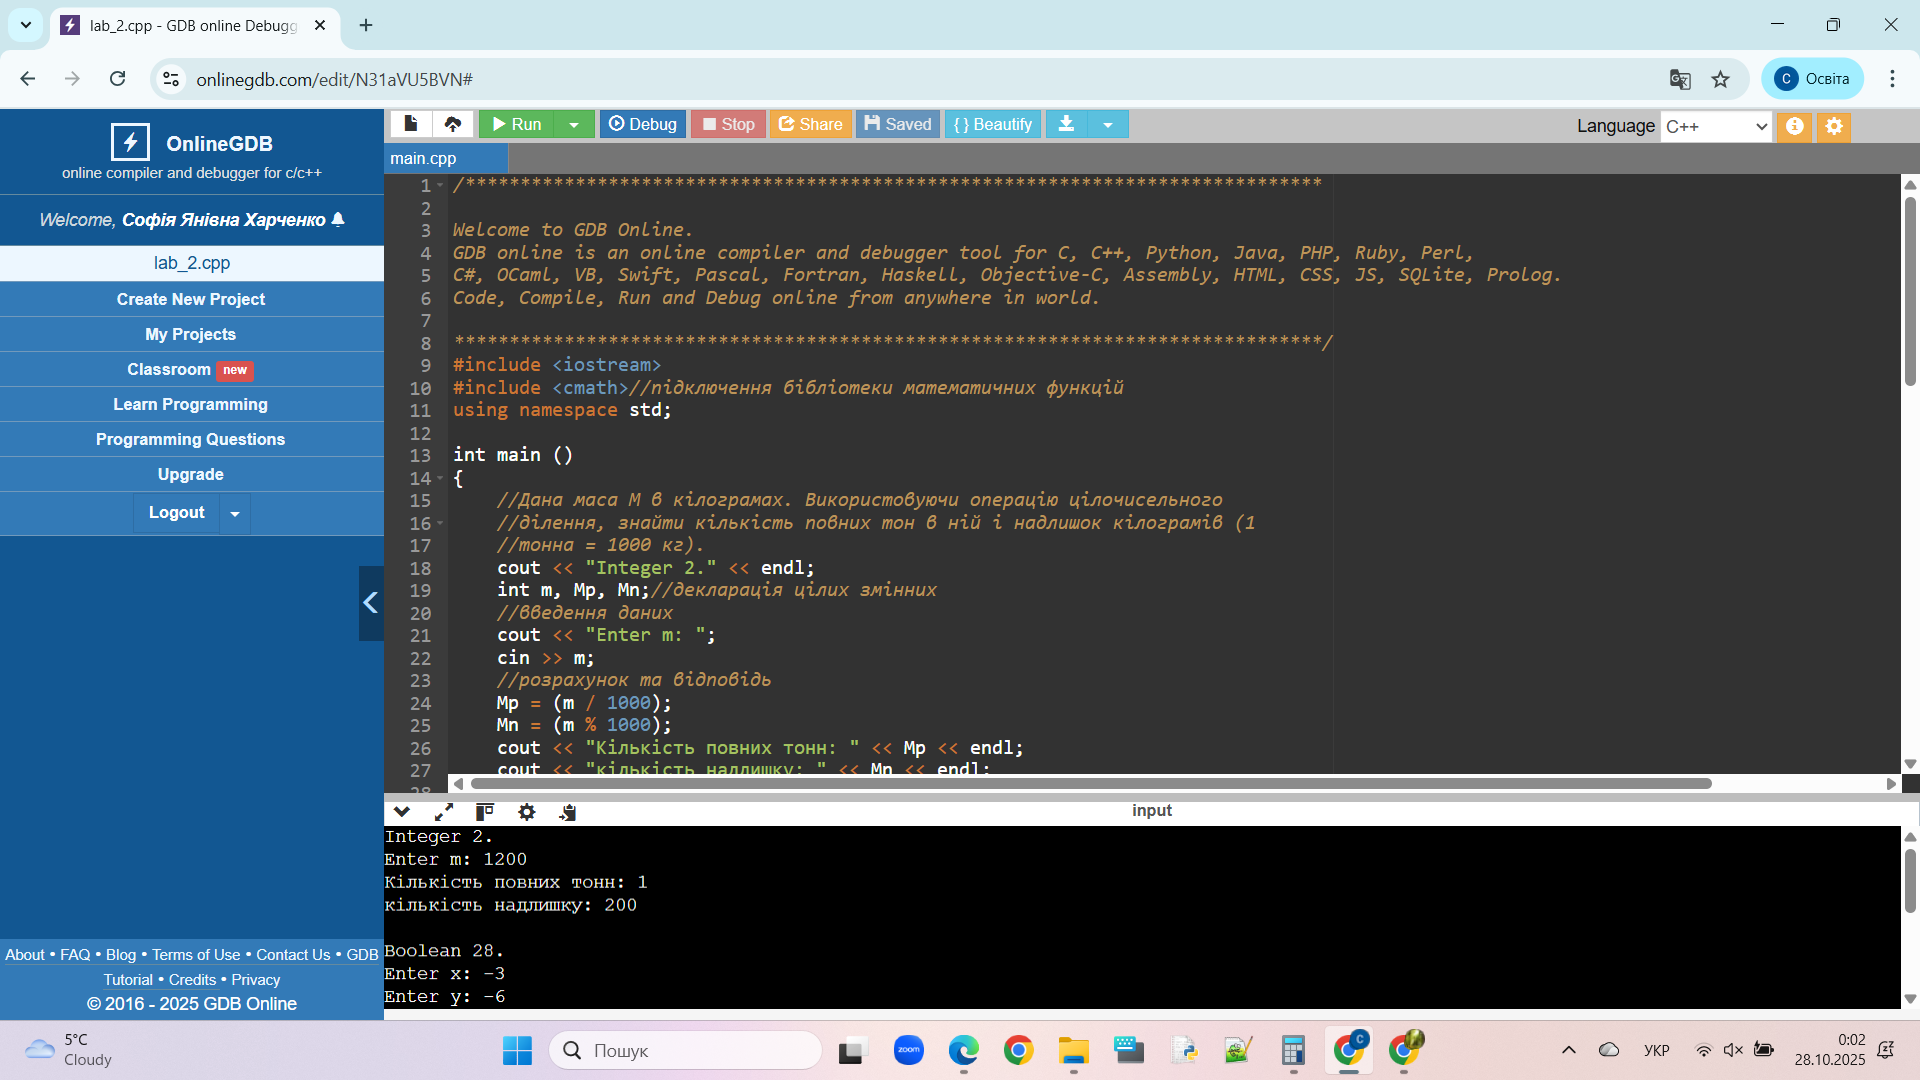 lab_2.cpp - GDB online Debugg
onlinegdb.com/edit/N31aVU5BVN#
C Освіта
OnlineGDB
online compiler and debugger for c/c++
Welcome, Софія Янівна Харченко
lab_2.cpp
Create New Project
My Projects
Classroom new
Learn Programming
Programming Questions
Upgrade
Logout
About • FAQ • Blog • Terms of Use • Contact Us • GDB
Tutorial • Credits • Privacy
© 2016 - 2025 GDB Online
Run Debug Stop Share Saved { } Beautify Language C++
main.cpp
1 /******************************************************************************
2
3 Welcome to GDB Online.
4 GDB online is an online compiler and debugger tool for C, C++, Python, Java, PHP, Ruby, Perl,
5 C#, OCaml, VB, Swift, Pascal, Fortran, Haskell, Objective-C, Assembly, HTML, CSS, JS, SQLite, Prolog.
6 Code, Compile, Run and Debug online from anywhere in world.
7
8 *******************************************************************************/
9 #include <iostream>
10 #include <cmath>//підключення бібліотеки математичних функцій
11 using namespace std;
12
13 int main ()
14 {
15 //Дана маса М в кілограмах. Використовуючи операцію цілочисельного
16 //ділення, знайти кількість повних тон в ній і надлишок кілограмів (1
17 //тонна = 1000 кг).
18 cout << "Integer 2." << endl;
19 int m, Mp, Mn;//декларація цілих змінних
20 //введення даних
21 cout << "Enter m: ";
22 cin >> m;
23 //розрахунок та відповідь
24 Mp = (m / 1000);
25 Mn = (m % 1000);
26 cout << "Кількість повних тонн: " << Mp << endl;
27 cout << "кількість надлишку: " << Mn << endl;
28
input
Integer 2.
Enter m: 1200
Кількість повних тонн: 1
кількість надлишку: 200
Boolean 28.
Enter x: -3
Enter y: -6
5°C
Cloudy
Пошук
zoom
C
УКР
0:02
28.10.2025